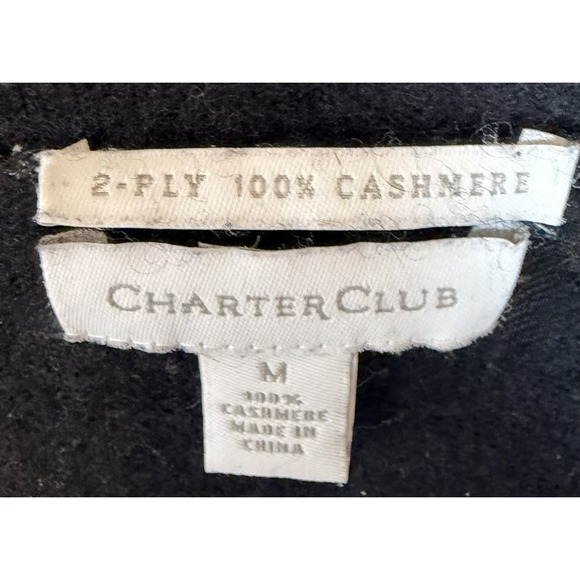 2-PLY 100% CASHMERE
CHARTER CLUB
M
100%
CASHMERE
MADE IN
CHINA